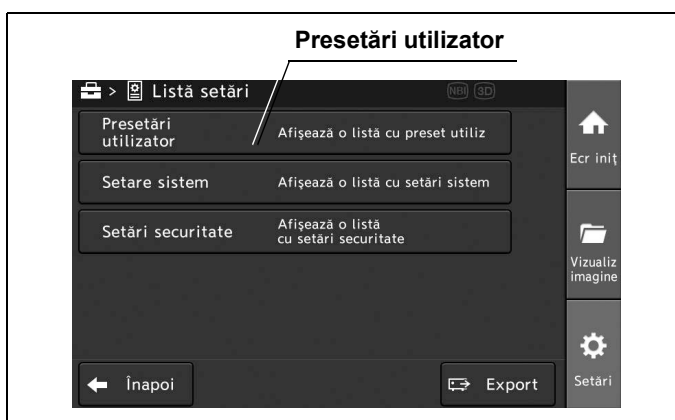 Presetări utilizator
> Listă setări
NBI 3D
Presetări
utilizator
Afişează o listă cu preset utiliz
Setare sistem
Afişează o listă cu setări sistem
Setări securitate
Afişează o listă
cu setări securitate
Înapoi
Export
Ecr iniţ
Vizualiz
imagine
Setări